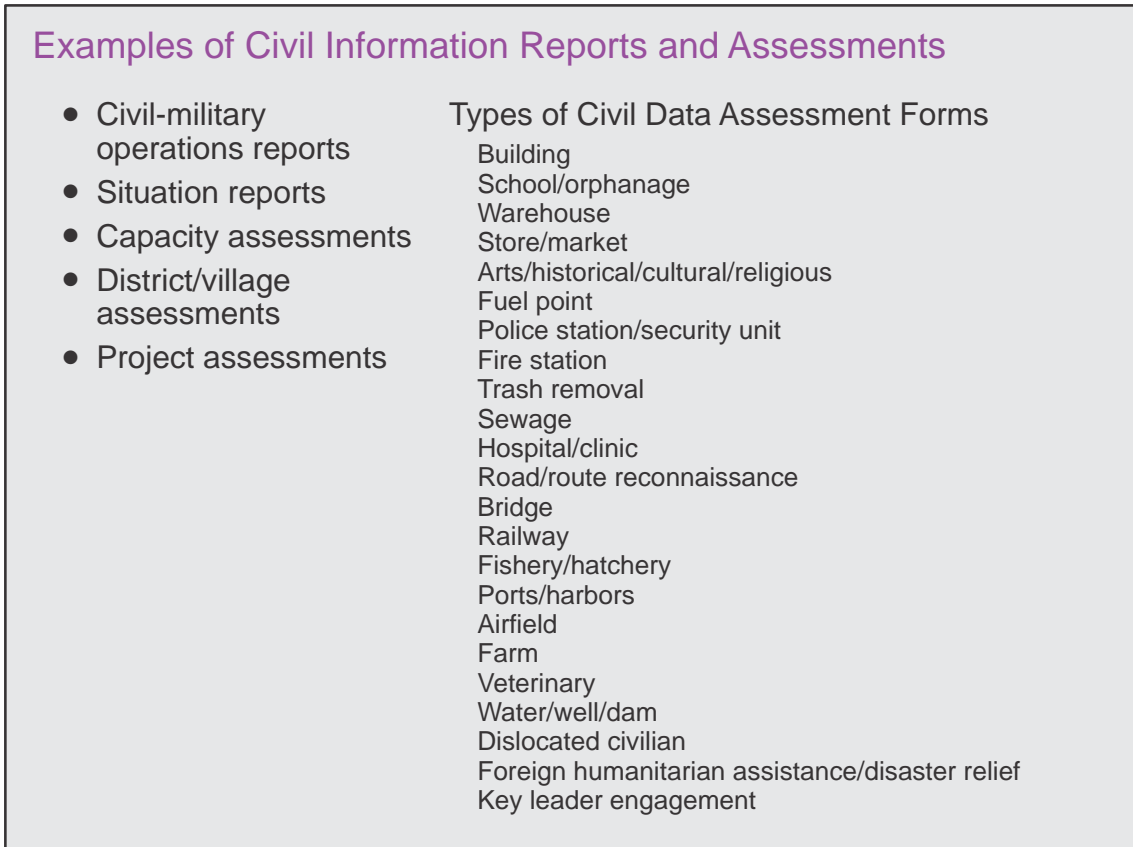 Examples of Civil Information Reports and Assessments
• Civil-military
operations reports
• Situation reports
• Capacity assessments
• District/village
assessments
• Project assessments
Types of Civil Data Assessment Forms
Building
School/orphanage
Warehouse
Store/market
Arts/historical/cultural/religious
Fuel point
Police station/security unit
Fire station
Trash removal
Sewage
Hospital/clinic
Road/route reconnaissance
Bridge
Railway
Fishery/hatchery
Ports/harbors
Airfield
Farm
Veterinary
Water/well/dam
Dislocated civilian
Foreign humanitarian assistance/disaster relief
Key leader engagement